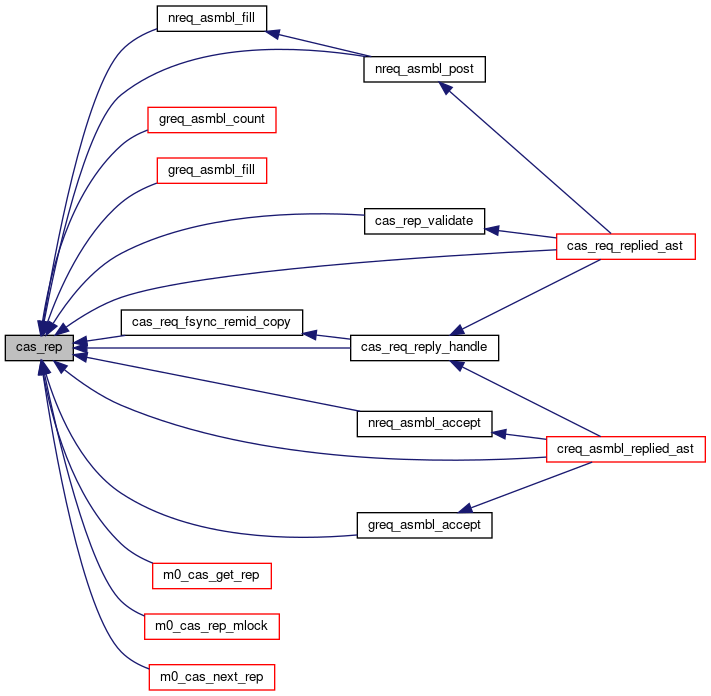 nreq_asmbl_fill
nreq_asmbl_post
greq_asmbl_count
greq_asmbl_fill
cas_rep_validate
cas_req_replied_ast
cas_req_fsync_remid_copy
cas_rep
cas_req_reply_handle
nreq_asmbl_accept
creq_asmbl_replied_ast
greq_asmbl_accept
m0_cas_get_rep
m0_cas_rep_mlock
m0_cas_next_rep